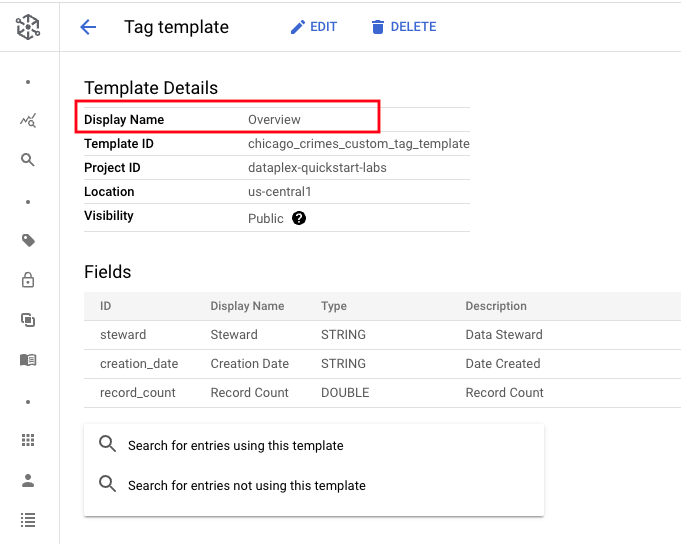 Tag template EDIT DELETE
Template Details
Display Name Overview
Template ID chicago_crimes_custom_tag_template
Project ID dataplex-quickstart-labs
Location us-central1
Visibility Public ?
Fields
ID Display Name Type Description
steward Steward STRING Data Steward
creation_date Creation Date STRING Date Created
record_count Record Count DOUBLE Record Count
Search for entries using this template
Search for entries not using this template